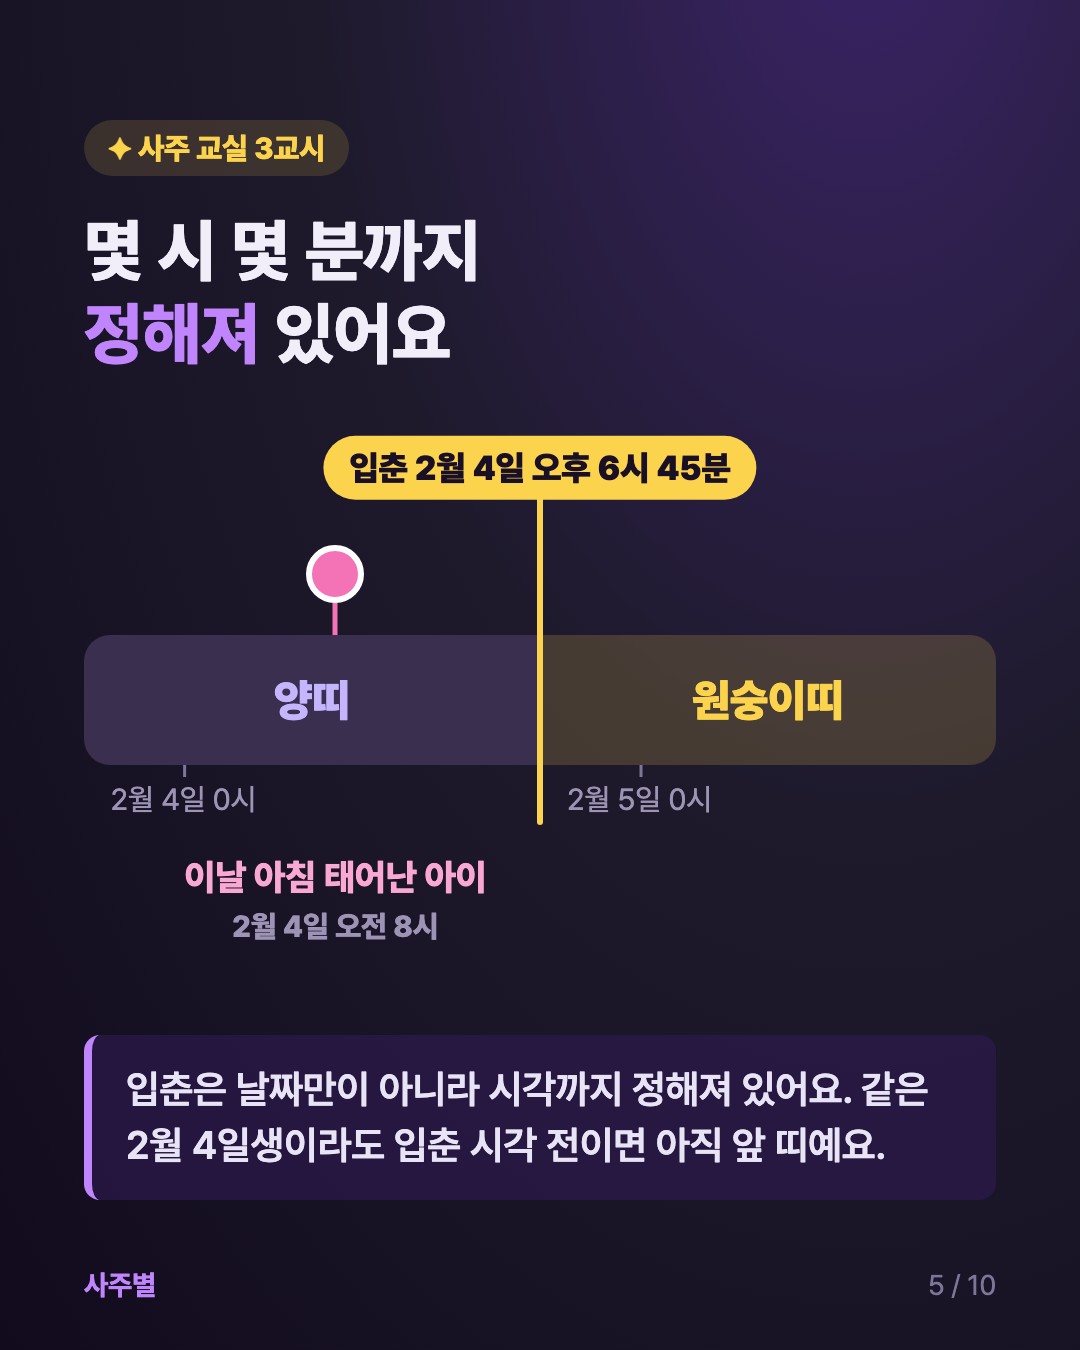 ✦ 사주 교실 3교시
몇 시 몇 분까지
정해져 있어요
입춘 2월 4일 오후 6시 45분
양띠
원숭이띠
2월 4일 0시
2월 5일 0시
이날 아침 태어난 아이
2월 4일 오전 8시
입춘은 날짜만이 아니라 시각까지 정해져 있어요. 같은
2월 4일생이라도 입춘 시각 전이면 아직 앞 띠예요.
사주별
5 / 10